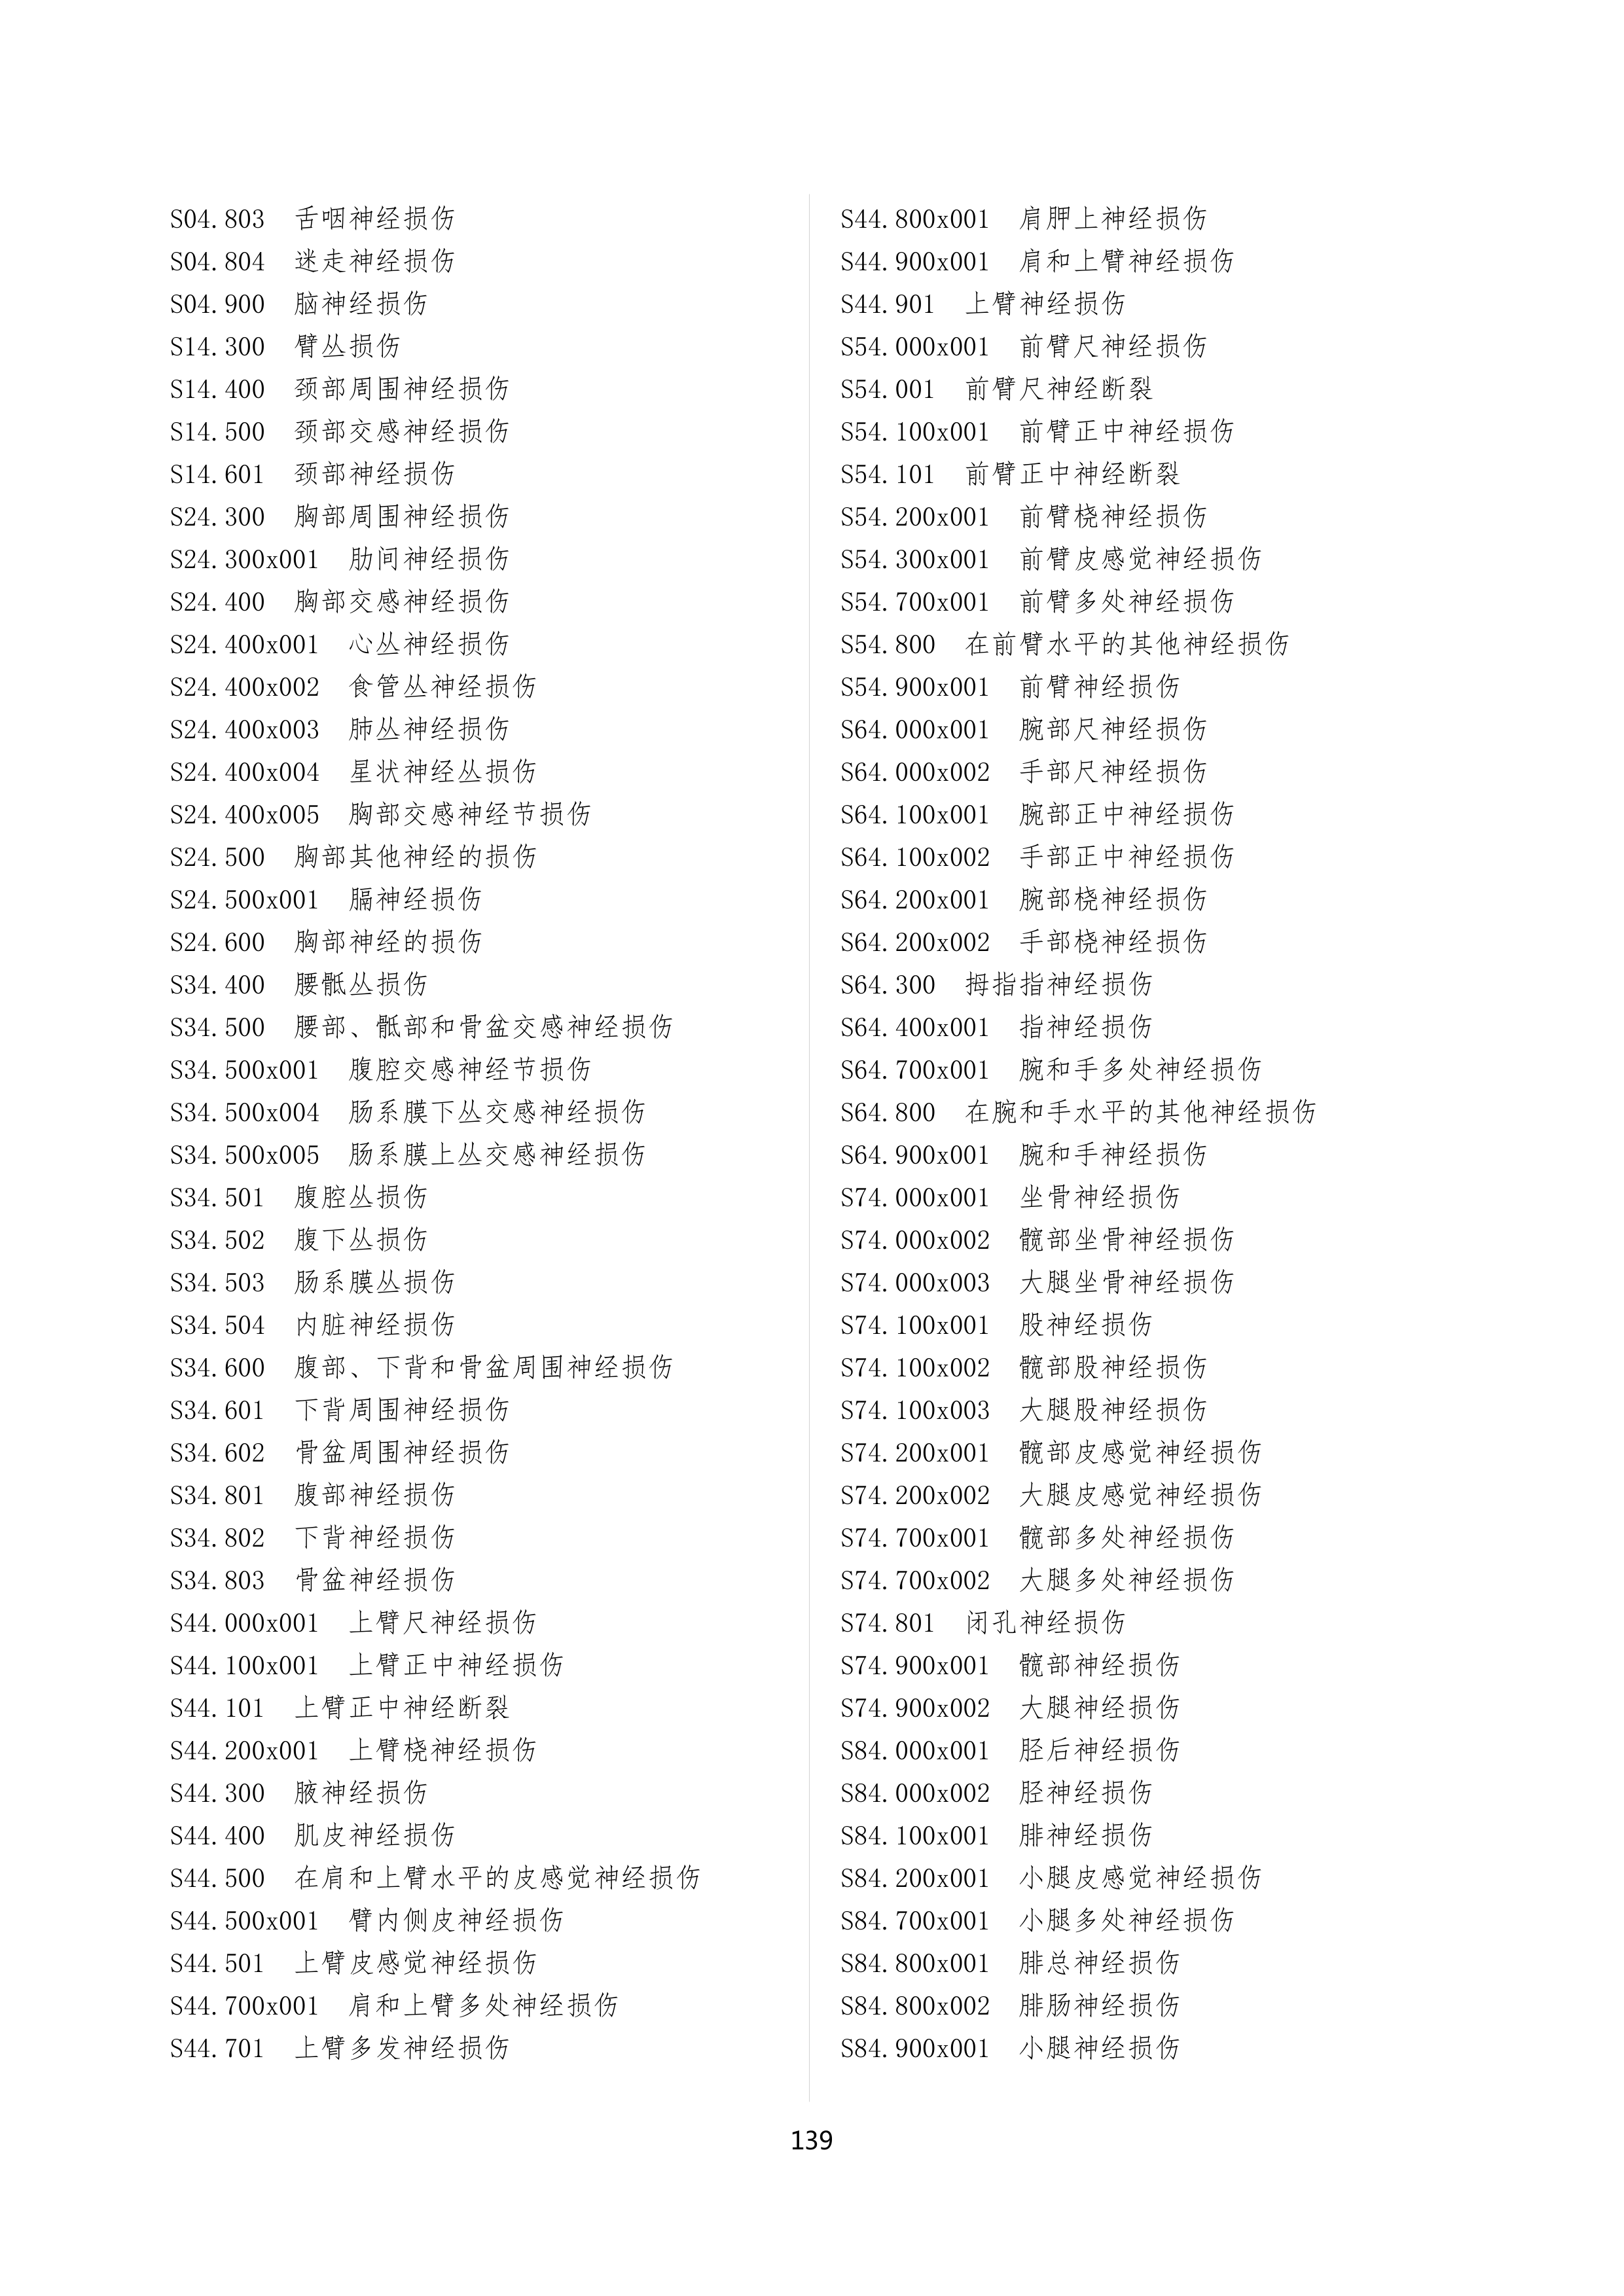 S04.803 舌咽神经损伤
S04.804 迷走神经损伤
S04.900 脑神经损伤
S14.300 臂丛损伤
S14.400 颈部周围神经损伤
S14.500 颈部交感神经损伤
S14.601 颈部神经损伤
S24.300 胸部周围神经损伤
S24.300x001 肋间神经损伤
S24.400 胸部交感神经损伤
S24.400x001 心丛神经损伤
S24.400x002 食管丛神经损伤
S24.400x003 肺丛神经损伤
S24.400x004 星状神经丛损伤
S24.400x005 胸部交感神经节损伤
S24.500 胸部其他神经的损伤
S24.500x001 膈神经损伤
S24.600 胸部神经的损伤
S34.400 腰骶丛损伤
S34.500 腰部、骶部和骨盆交感神经损伤
S34.500x001 腹腔交感神经节损伤
S34.500x004 肠系膜下丛交感神经损伤
S34.500x005 肠系膜上丛交感神经损伤
S34.501 腹腔丛损伤
S34.502 腹下丛损伤
S34.503 肠系膜丛损伤
S34.504 内脏神经损伤
S34.600 腹部、下背和骨盆周围神经损伤
S34.601 下背周围神经损伤
S34.602 骨盆周围神经损伤
S34.801 腹部神经损伤
S34.802 下背神经损伤
S34.803 骨盆神经损伤
S44.000x001 上臂尺神经损伤
S44.100x001 上臂正中神经损伤
S44.101 上臂正中神经断裂
S44.200x001 上臂桡神经损伤
S44.300 腋神经损伤
S44.400 肌皮神经损伤
S44.500 在肩和上臂水平的皮感觉神经损伤
S44.500x001 臂内侧皮神经损伤
S44.501 上臂皮感觉神经损伤
S44.700x001 肩和上臂多处神经损伤
S44.701 上臂多发神经损伤
S44.800x001 肩胛上神经损伤
S44.900x001 肩和上臂神经损伤
S44.901 上臂神经损伤
S54.000x001 前臂尺神经损伤
S54.001 前臂尺神经断裂
S54.100x001 前臂正中神经损伤
S54.101 前臂正中神经断裂
S54.200x001 前臂桡神经损伤
S54.300x001 前臂皮感觉神经损伤
S54.700x001 前臂多处神经损伤
S54.800 在前臂水平的其他神经损伤
S54.900x001 前臂神经损伤
S64.000x001 腕部尺神经损伤
S64.000x002 手部尺神经损伤
S64.100x001 腕部正中神经损伤
S64.100x002 手部正中神经损伤
S64.200x001 腕部桡神经损伤
S64.200x002 手部桡神经损伤
S64.300 拇指指神经损伤
S64.400x001 指神经损伤
S64.700x001 腕和手多处神经损伤
S64.800 在腕和手水平的其他神经损伤
S64.900x001 腕和手神经损伤
S74.000x001 坐骨神经损伤
S74.000x002 髋部坐骨神经损伤
S74.000x003 大腿坐骨神经损伤
S74.100x001 股神经损伤
S74.100x002 髋部股神经损伤
S74.100x003 大腿股神经损伤
S74.200x001 髋部皮感觉神经损伤
S74.200x002 大腿皮感觉神经损伤
S74.700x001 髋部多处神经损伤
S74.700x002 大腿多处神经损伤
S74.801 闭孔神经损伤
S74.900x001 髋部神经损伤
S74.900x002 大腿神经损伤
S84.000x001 胫后神经损伤
S84.000x002 胫神经损伤
S84.100x001 腓神经损伤
S84.200x001 小腿皮感觉神经损伤
S84.700x001 小腿多处神经损伤
S84.800x001 腓总神经损伤
S84.800x002 腓肠神经损伤
S84.900x001 小腿神经损伤
139